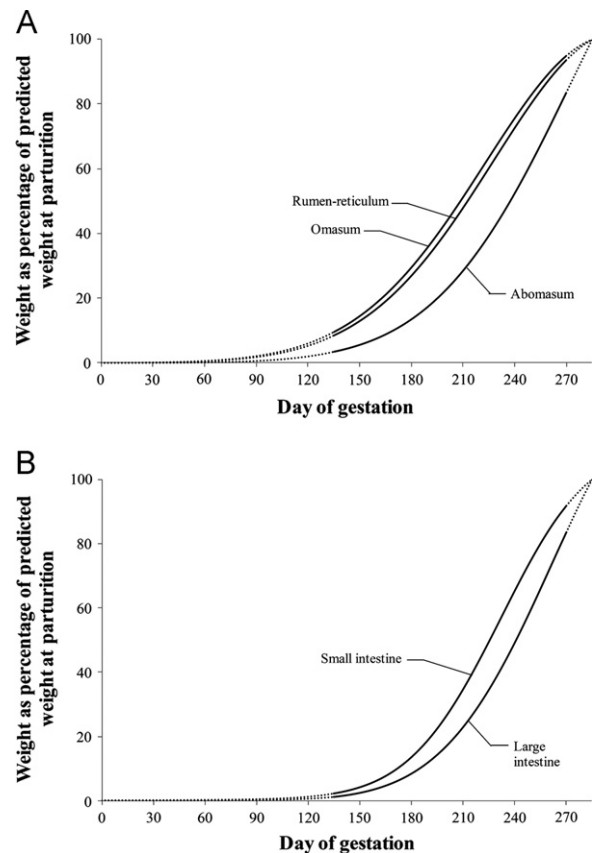 A
Weight as percentage of predicted
weight at parturition
100
80
60
40
20
0
Rumen-reticulum
Omasum
Abomasum
0 30 60 90 120 150 180 210 240 270
Day of gestation
B
Weight as percentage of predicted
weight at parturition
100
80
60
40
20
0
Small intestine
Large
intestine
0 30 60 90 120 150 180 210 240 270
Day of gestation